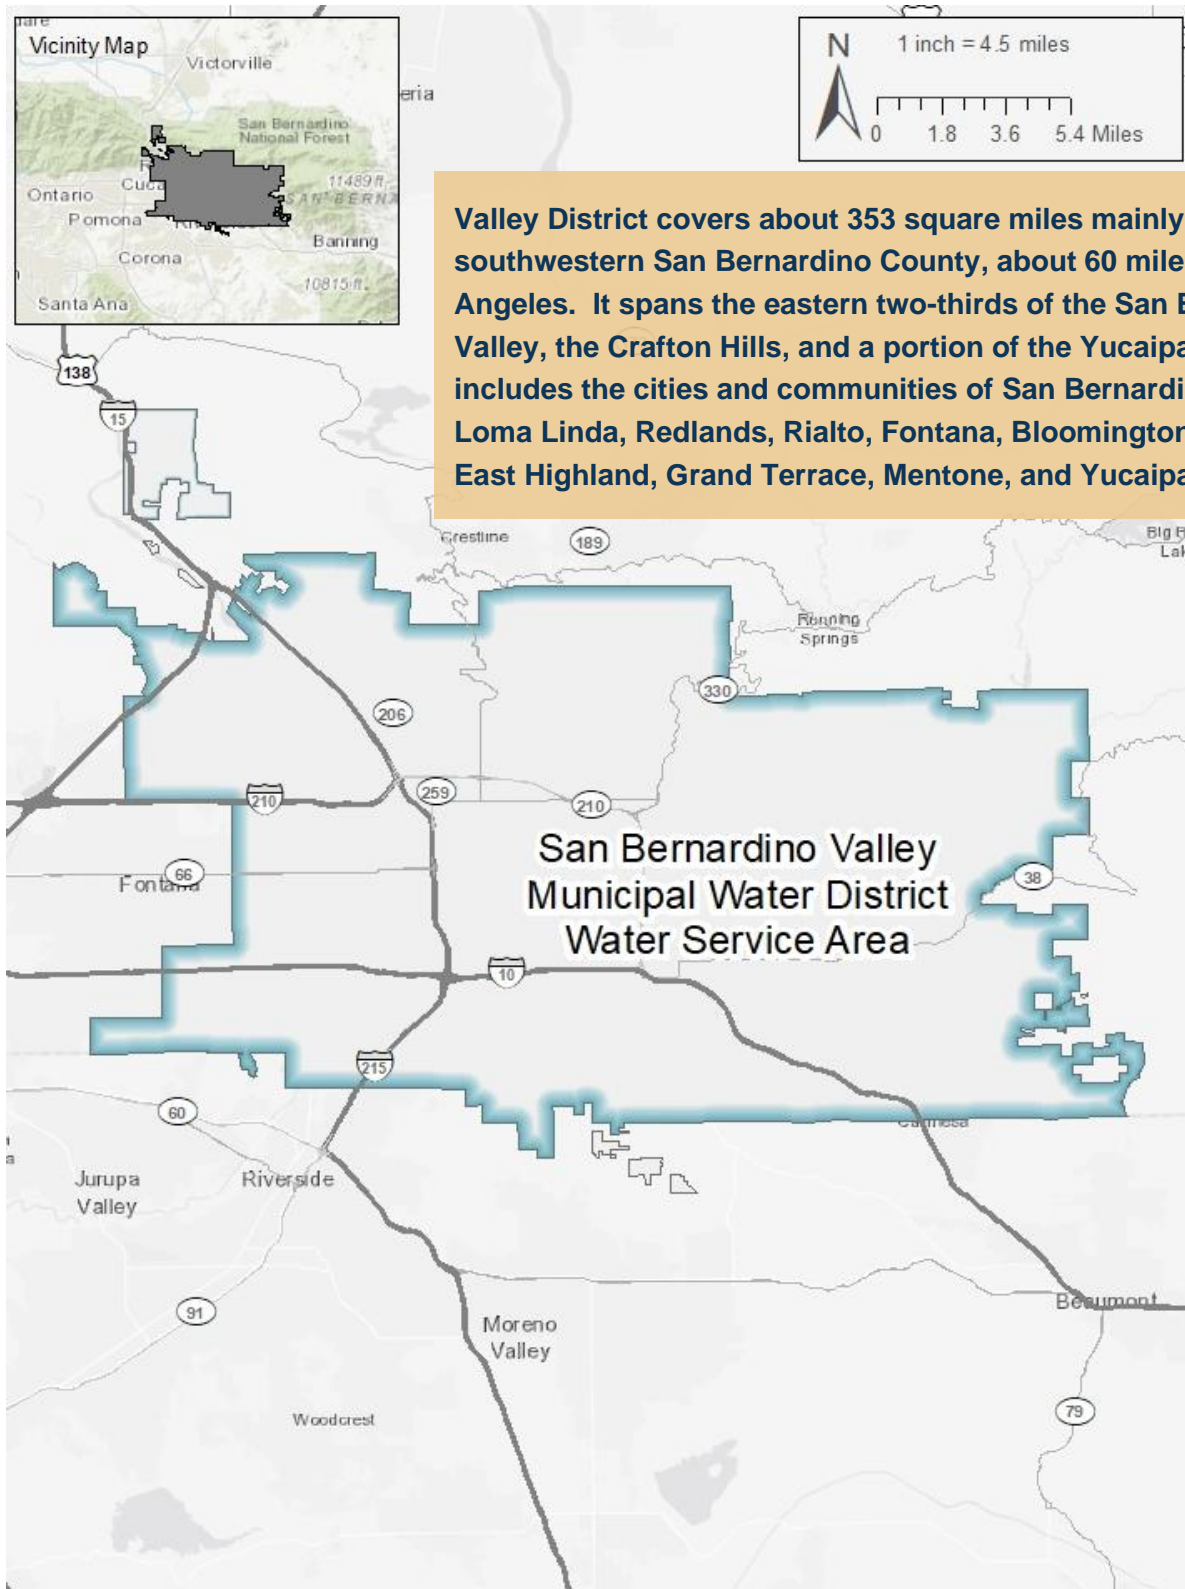 Vicinity Map
Victorville
San Bernardino
National Forest
11489 ft
Ontario
Pomona
Banning
Corona
10815 ft.
Santa Ana
N
1 inch = 4.5 miles
0 1.8 3.6 5.4 Miles
Valley District covers about 353 square miles mainly
southwestern San Bernardino County, about 60 mile
Angeles. It spans the eastern two-thirds of the San B
Valley, the Crafton Hills, and a portion of the Yucaipa
includes the cities and communities of San Bernardi
Loma Linda, Redlands, Rialto, Fontana, Bloomington
East Highland, Grand Terrace, Mentone, and Yucaipa
138
15
Crestline
189
Running
Springs
330
206
210
259
210
66
Fontana
San Bernardino Valley
Municipal Water District
Water Service Area
38
10
215
60
Jurupa
Valley
Riverside
91
Moreno
Valley
Beaumont
Woodcrest
79